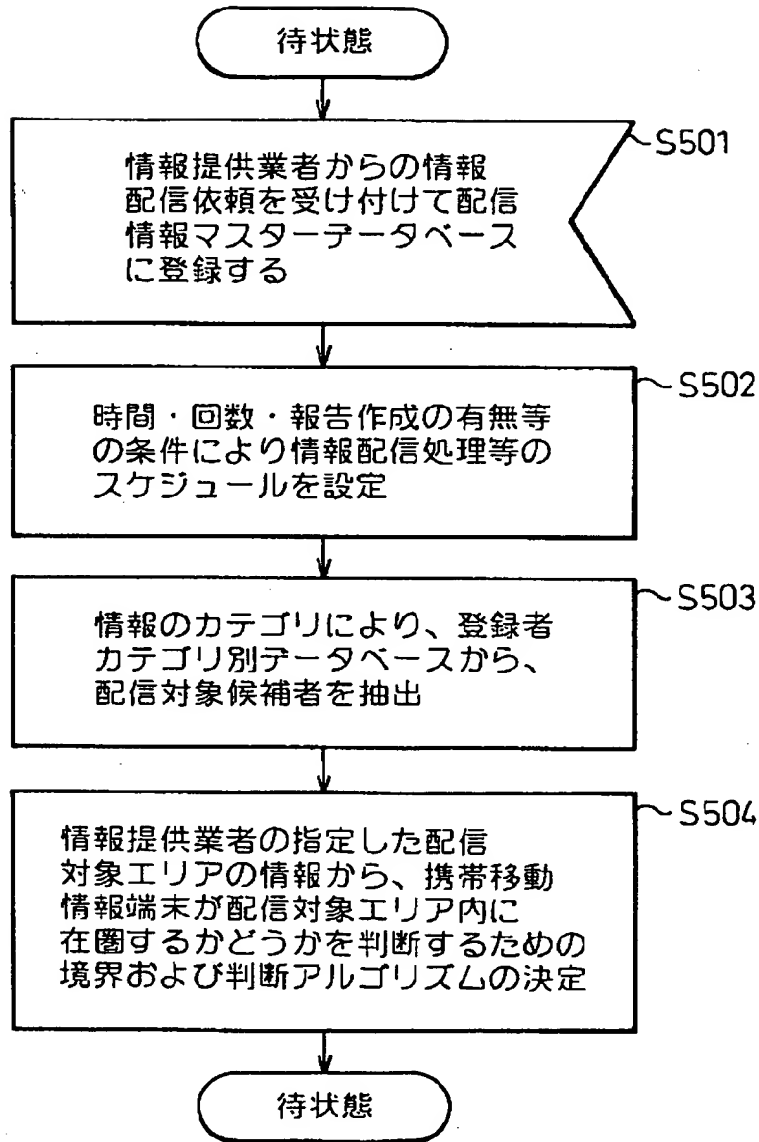 待状態
S501
情報提供業者からの情報
配信依頼を受け付けて配信
情報マスターデータベース
に登録する
S502
時間・回数・報告作成の有無等
の条件により情報配信処理等の
スケジュールを設定
S503
情報のカテゴリにより、登録者
カテゴリ別データベースから、
配信対象候補者を抽出
S504
情報提供業者の指定した配信
対象エリアの情報から、携帯移動
情報端末が配信対象エリア内に
在圏するかどうかを判断するための
境界および判断アルゴリズムの決定
待状態